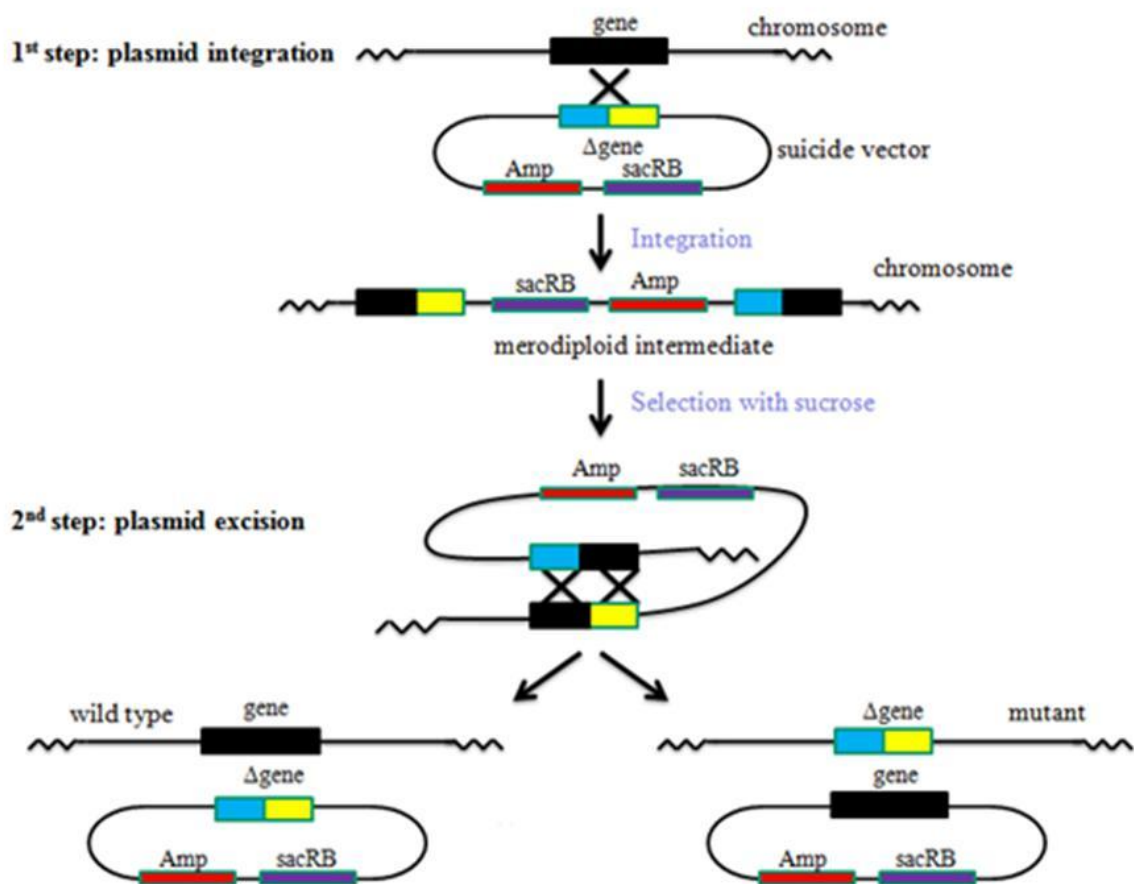 gene
chromosome
1st step: plasmid integration
Δgene
suicide vector
Amp
sacRB
Integration
chromosome
sacRB
Amp
merodiploid intermediate
Selection with sucrose
Amp
sacRB
2nd step: plasmid excision
wild type
gene
Δgene
mutant
Δgene
gene
Amp
sacRB
Amp
sacRB